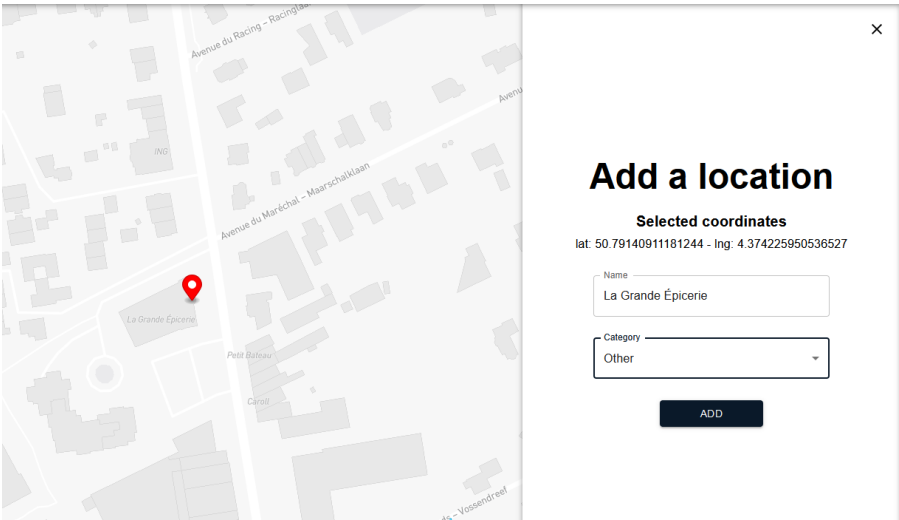 Avenue du Racing - Racinglaan
ING
Avenue du Maréchal - Maarschalklaan
La Grande Épicerie
Petit Bateau
Caroll
- Vossendreef
Add a location
Selected coordinates
lat: 50.79140911181244 - lng: 4.374225950536527
Name
La Grande Épicerie
Category
Other
ADD